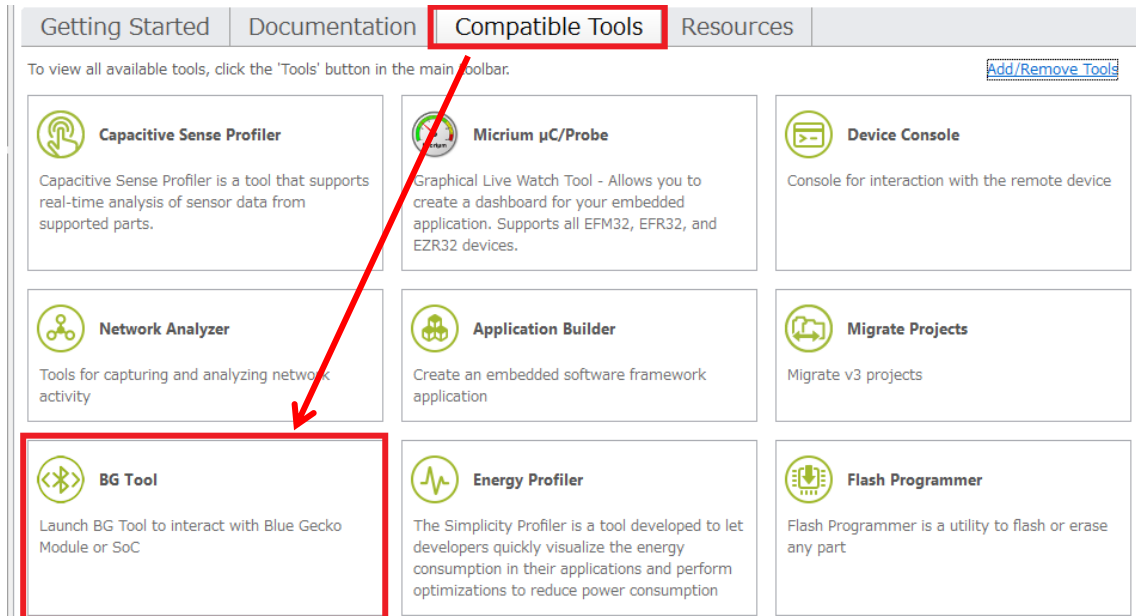 Getting Started Documentation Compatible Tools Resources
To view all available tools, click the 'Tools' button in the main toolbar. Add/Remove Tools
Capacitive Sense Profiler
Capacitive Sense Profiler is a tool that supports
real-time analysis of sensor data from
supported parts.
Micrium µC/Probe
Graphical Live Watch Tool - Allows you to
create a dashboard for your embedded
application. Supports all EFM32, EFR32, and
EZR32 devices.
Device Console
Console for interaction with the remote device
Network Analyzer
Tools for capturing and analyzing network
activity
Application Builder
Create an embedded software framework
application
Migrate Projects
Migrate v3 projects
BG Tool
Launch BG Tool to interact with Blue Gecko
Module or SoC
Energy Profiler
The Simplicity Profiler is a tool developed to let
developers quickly visualize the energy
consumption in their applications and perform
optimizations to reduce power consumption
Flash Programmer
Flash Programmer is a utility to flash or erase
any part